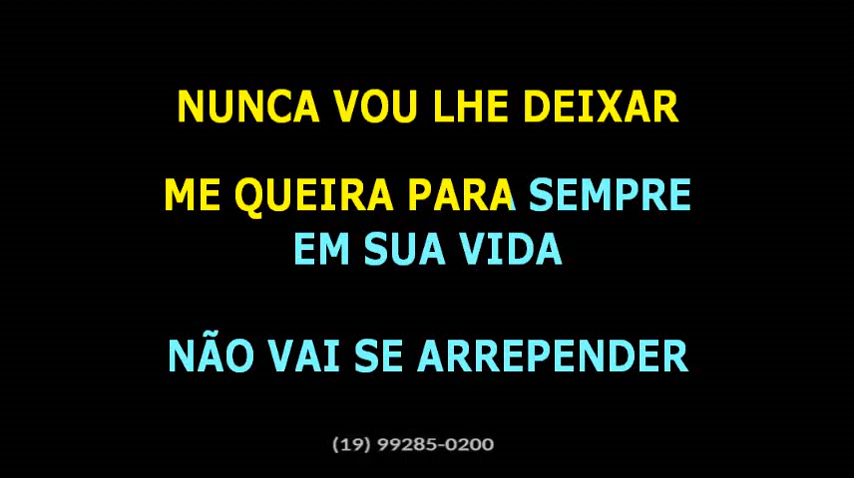 NUNCA VOU LHE DEIXAR
ME QUEIRA PARA SEMPRE
EM SUA VIDA
NÃO VAI SE ARREPENDER
(19) 99285-0200